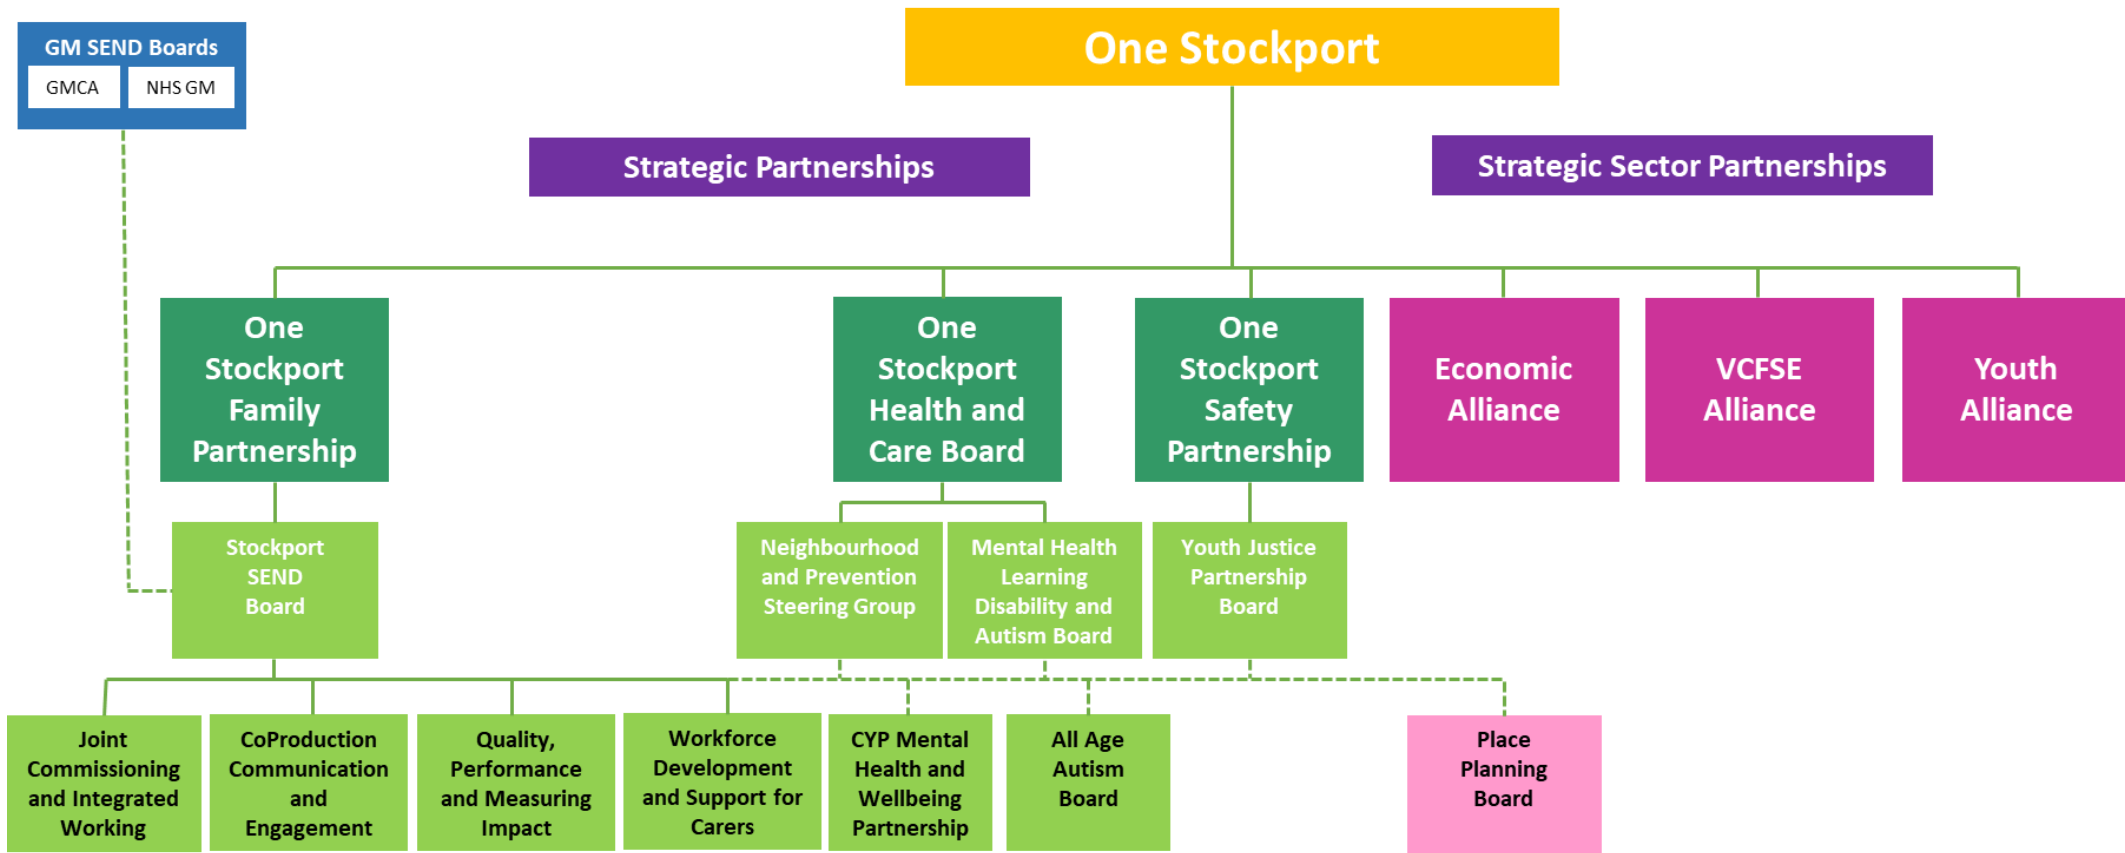 GM SEND Boards
GMCA
NHS GM
One Stockport
Strategic Partnerships
Strategic Sector Partnerships
One
Stockport
Family
Partnership
One
Stockport
Health and
Care Board
One
Stockport
Safety
Partnership
Economic
Alliance
VCFSE
Alliance
Youth
Alliance
Stockport
SEND
Board
Neighbourhood
and Prevention
Steering Group
Mental Health
Learning
Disability and
Autism Board
Youth Justice
Partnership
Board
Joint
Commissioning
and Integrated
Working
CoProduction
Communication
and
Engagement
Quality,
Performance
and Measuring
Impact
Workforce
Development
and Support for
Carers
CYP Mental
Health and
Wellbeing
Partnership
All Age
Autism
Board
Place
Planning
Board